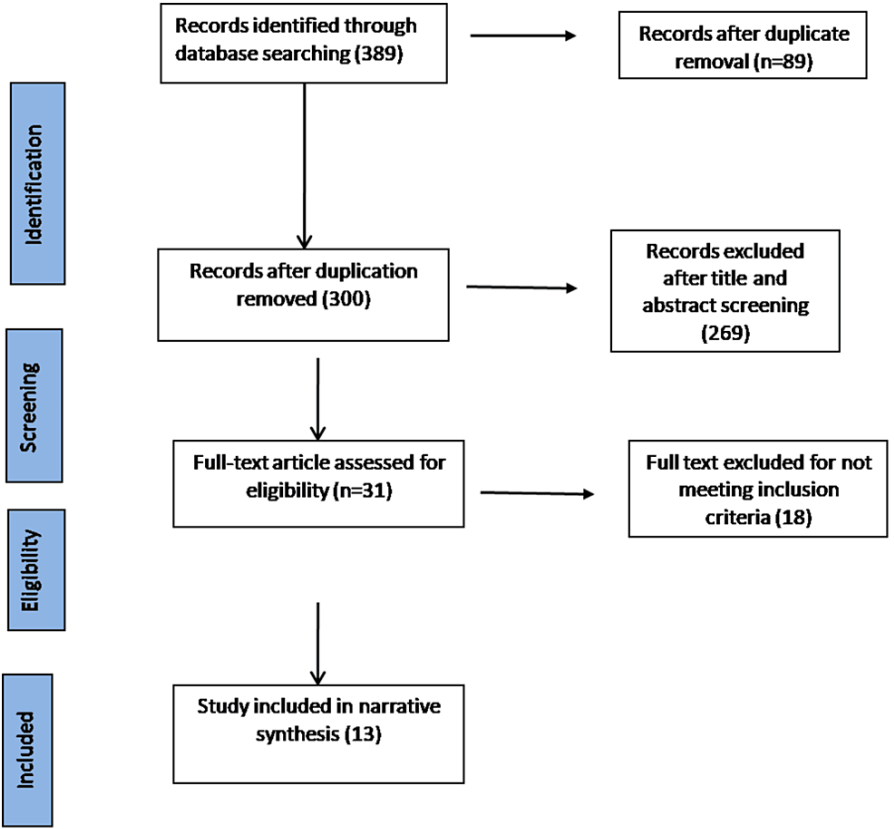 Records identified through
database searching (389)
Records after duplicate
removal (n=89)
Identification
Records after duplication
removed (300)
Records excluded
after title and
abstract screening
(269)
Screening
Full-text article assessed for
eligibility (n=31)
Full text excluded for not
meeting inclusion
criteria (18)
Eligibility
Study included in narrative
synthesis (13)
Included